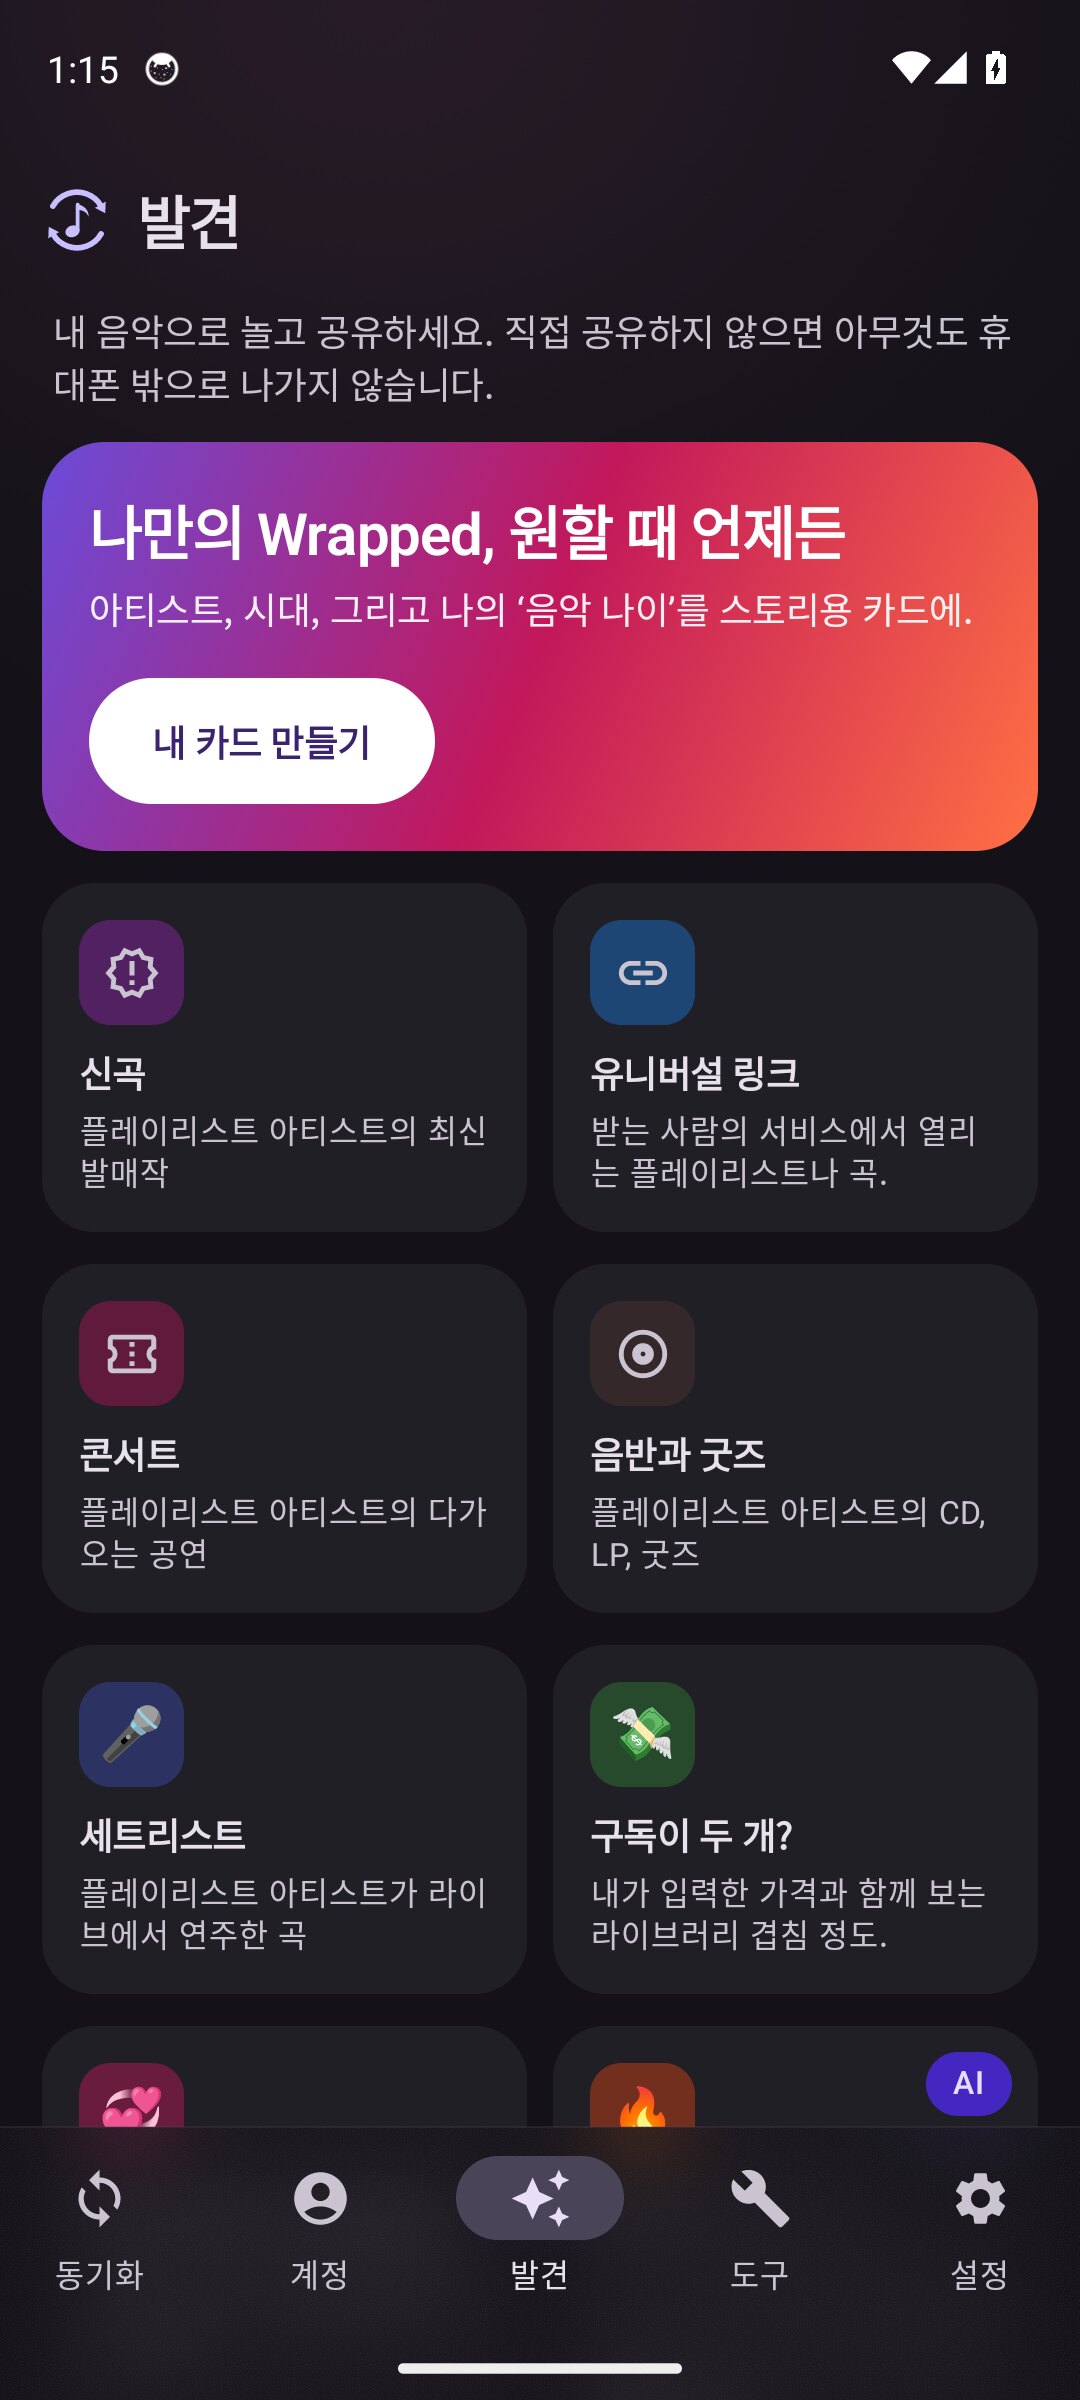 1:15
발견
내 음악으로 놀고 공유하세요. 직접 공유하지 않으면 아무것도 휴
대폰 밖으로 나가지 않습니다.
나만의 Wrapped, 원할 때 언제든
아티스트, 시대, 그리고 나의 ‘음악 나이’를 스토리용 카드에.
내 카드 만들기
신곡
플레이리스트 아티스트의 최신
발매작
유니버설 링크
받는 사람의 서비스에서 열리
는 플레이리스트나 곡.
콘서트
플레이리스트 아티스트의 다가
오는 공연
음반과 굿즈
플레이리스트 아티스트의 CD,
LP, 굿즈
세트리스트
플레이리스트 아티스트가 라이
브에서 연주한 곡
구독이 두 개?
내가 입력한 가격과 함께 보는
라이브러리 겹침 정도.
AI
동기화
계정
발견
도구
설정